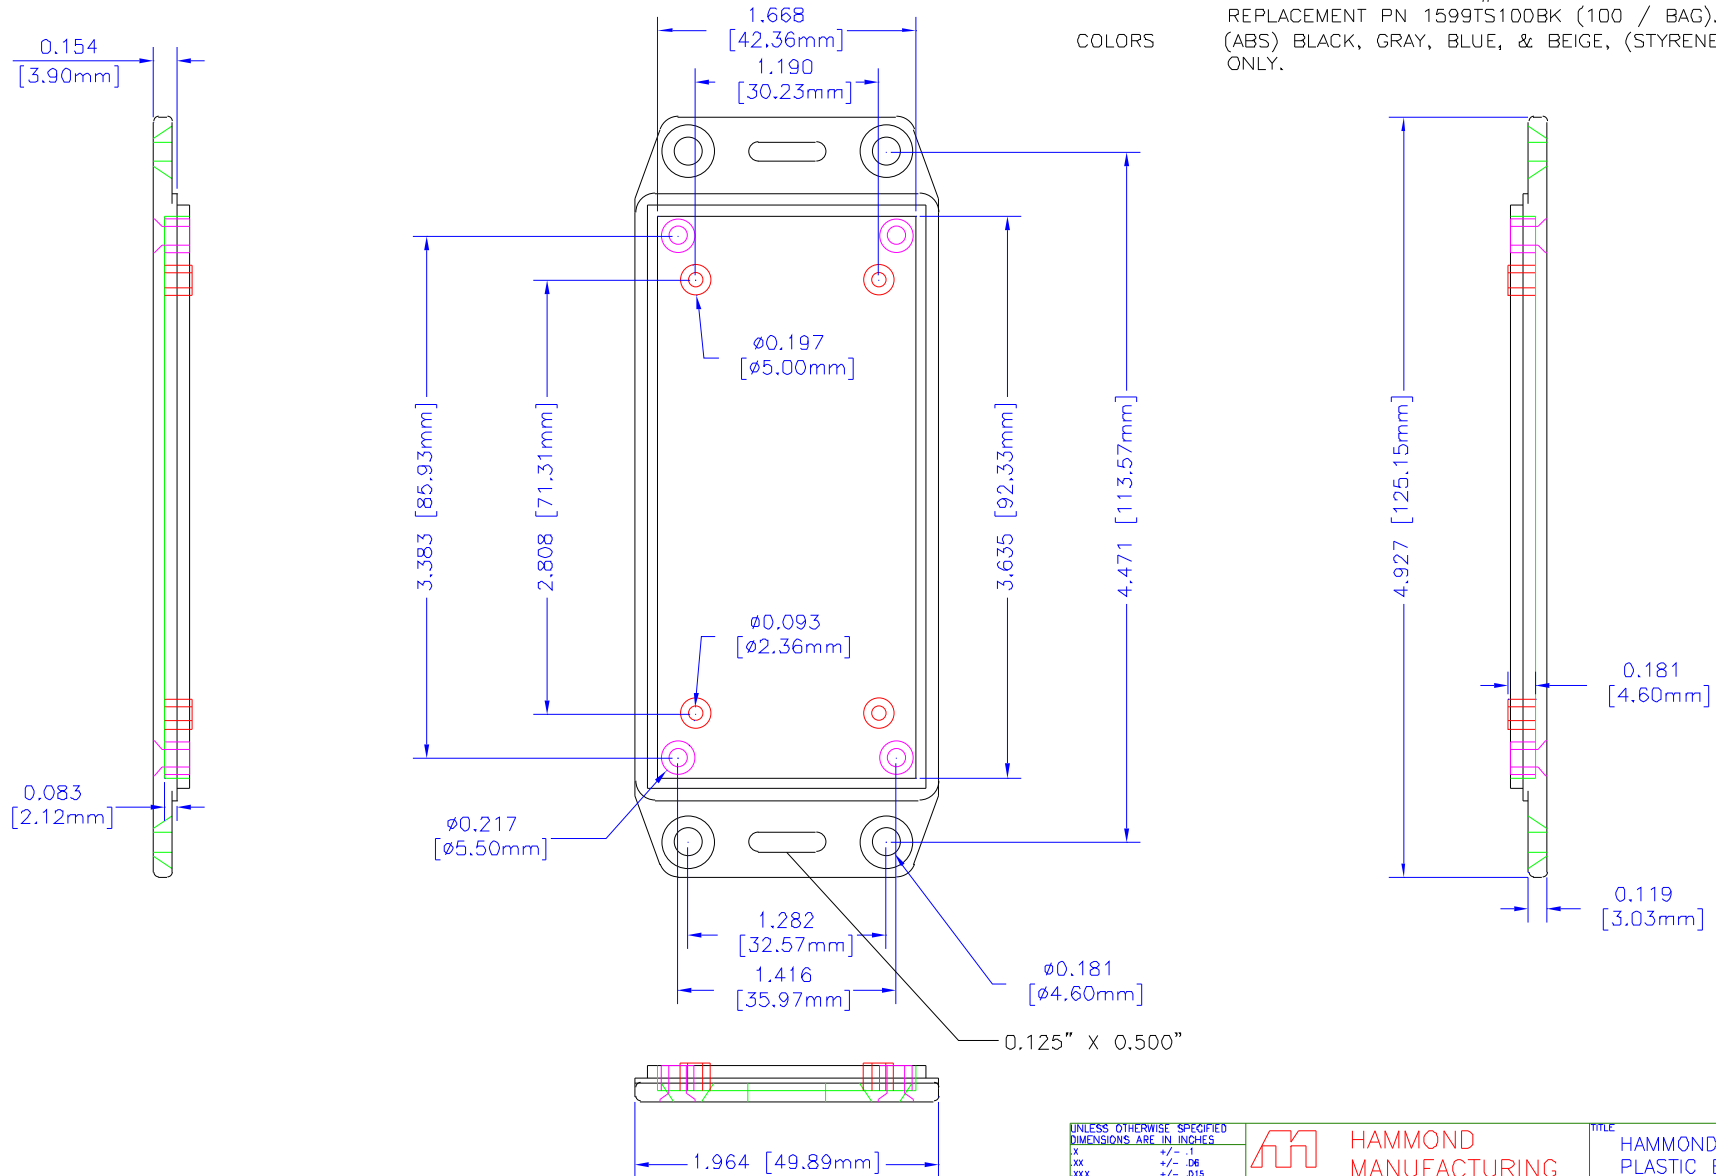 REPLACEMENT PN 1599TS100BK (100 / BAG).
COLORS (ABS) BLACK, GRAY, BLUE, & BEIGE, (STYRENE
ONLY.
1.668
[42.36mm]
0.154
[3.90mm]
1.190
[30.23mm]
ø0.197
[ø5.00mm]
3.383 [85.93mm]
2.808 [71.31mm]
3.635 [92.33mm]
4.471 [113.57mm]
4.927 [125.15mm]
ø0.093
[ø2.36mm]
0.181
[4.60mm]
0.083
[2.12mm]
ø0.217
[ø5.50mm]
0.119
[3.03mm]
1.282
[32.57mm]
1.416
[35.97mm]
ø0.181
[ø4.60mm]
0.125" X 0.500"
1.964 [49.89mm]
UNLESS OTHERWISE SPECIFIED
DIMENSIONS ARE IN INCHES
.X +/- .1
.XX +/- .06
.XXX +/- .015
HAMMOND
MANUFACTURING
TITLE
HAMMOND
PLASTIC